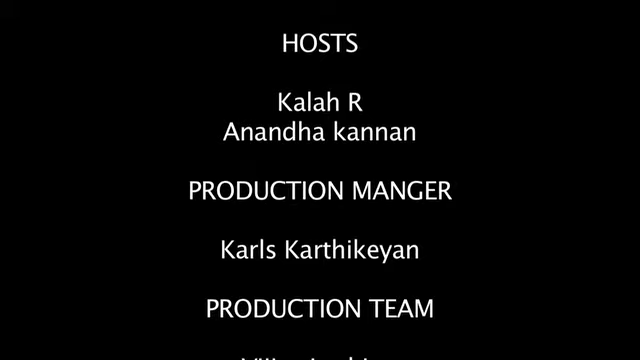 HOSTS
Kalah R
Anandha kannan
PRODUCTION MANGER
Karls Karthikeyan
PRODUCTION TEAM